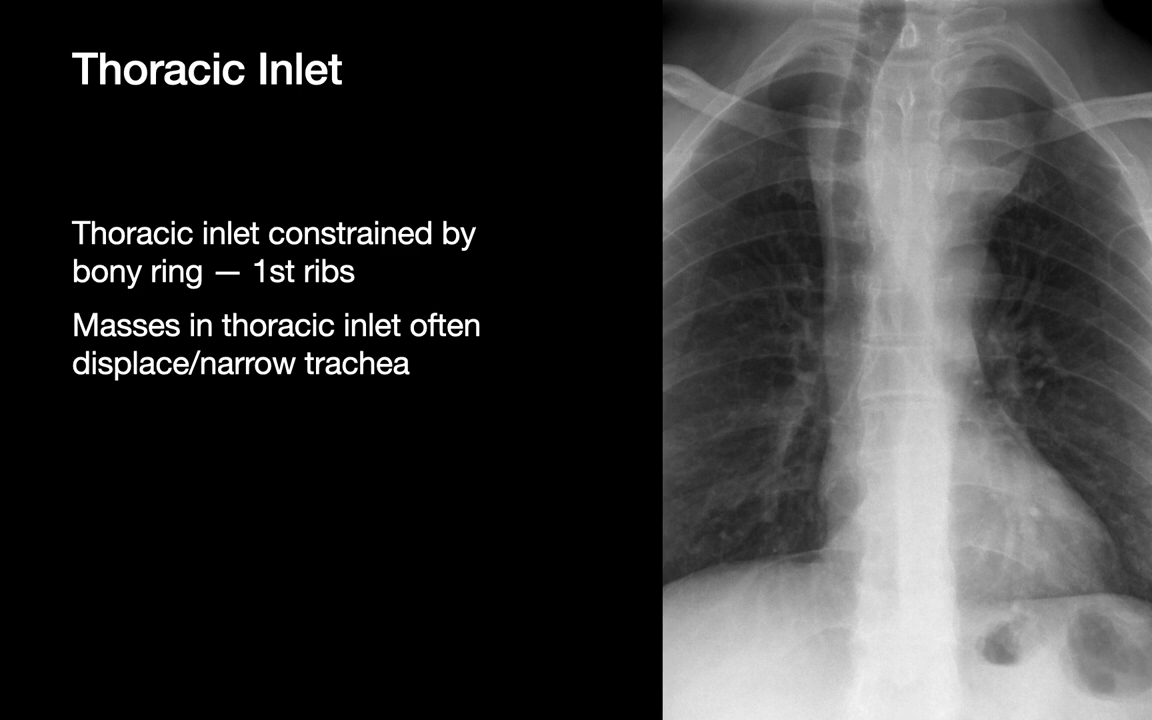 Thoracic Inlet
Thoracic inlet constrained by
bony ring — 1st ribs
Masses in thoracic inlet often
displace/narrow trachea